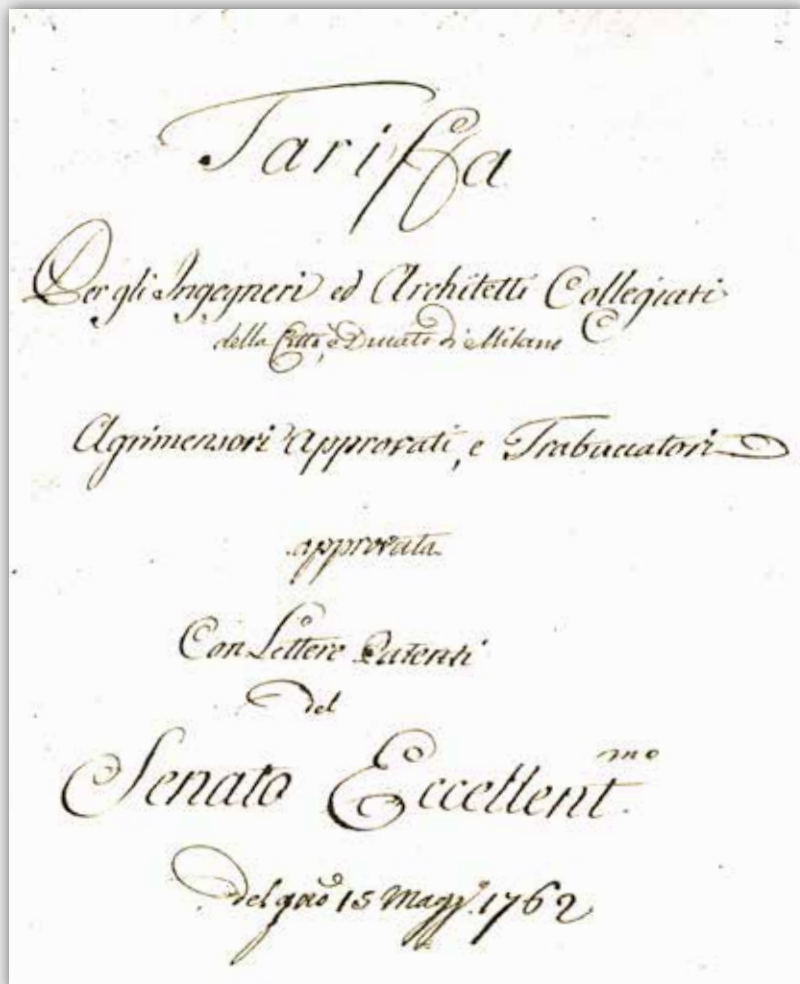 Tariffa
Per gli Ingegneri ed Architetti Collegiati
della Città, e Ducato di Milano
Agrimensori approvati, e Trabuccatori
approvata
Con Lettere Patenti
del
Senato Eccellent.mo
del gno 15 Magg.o 1762